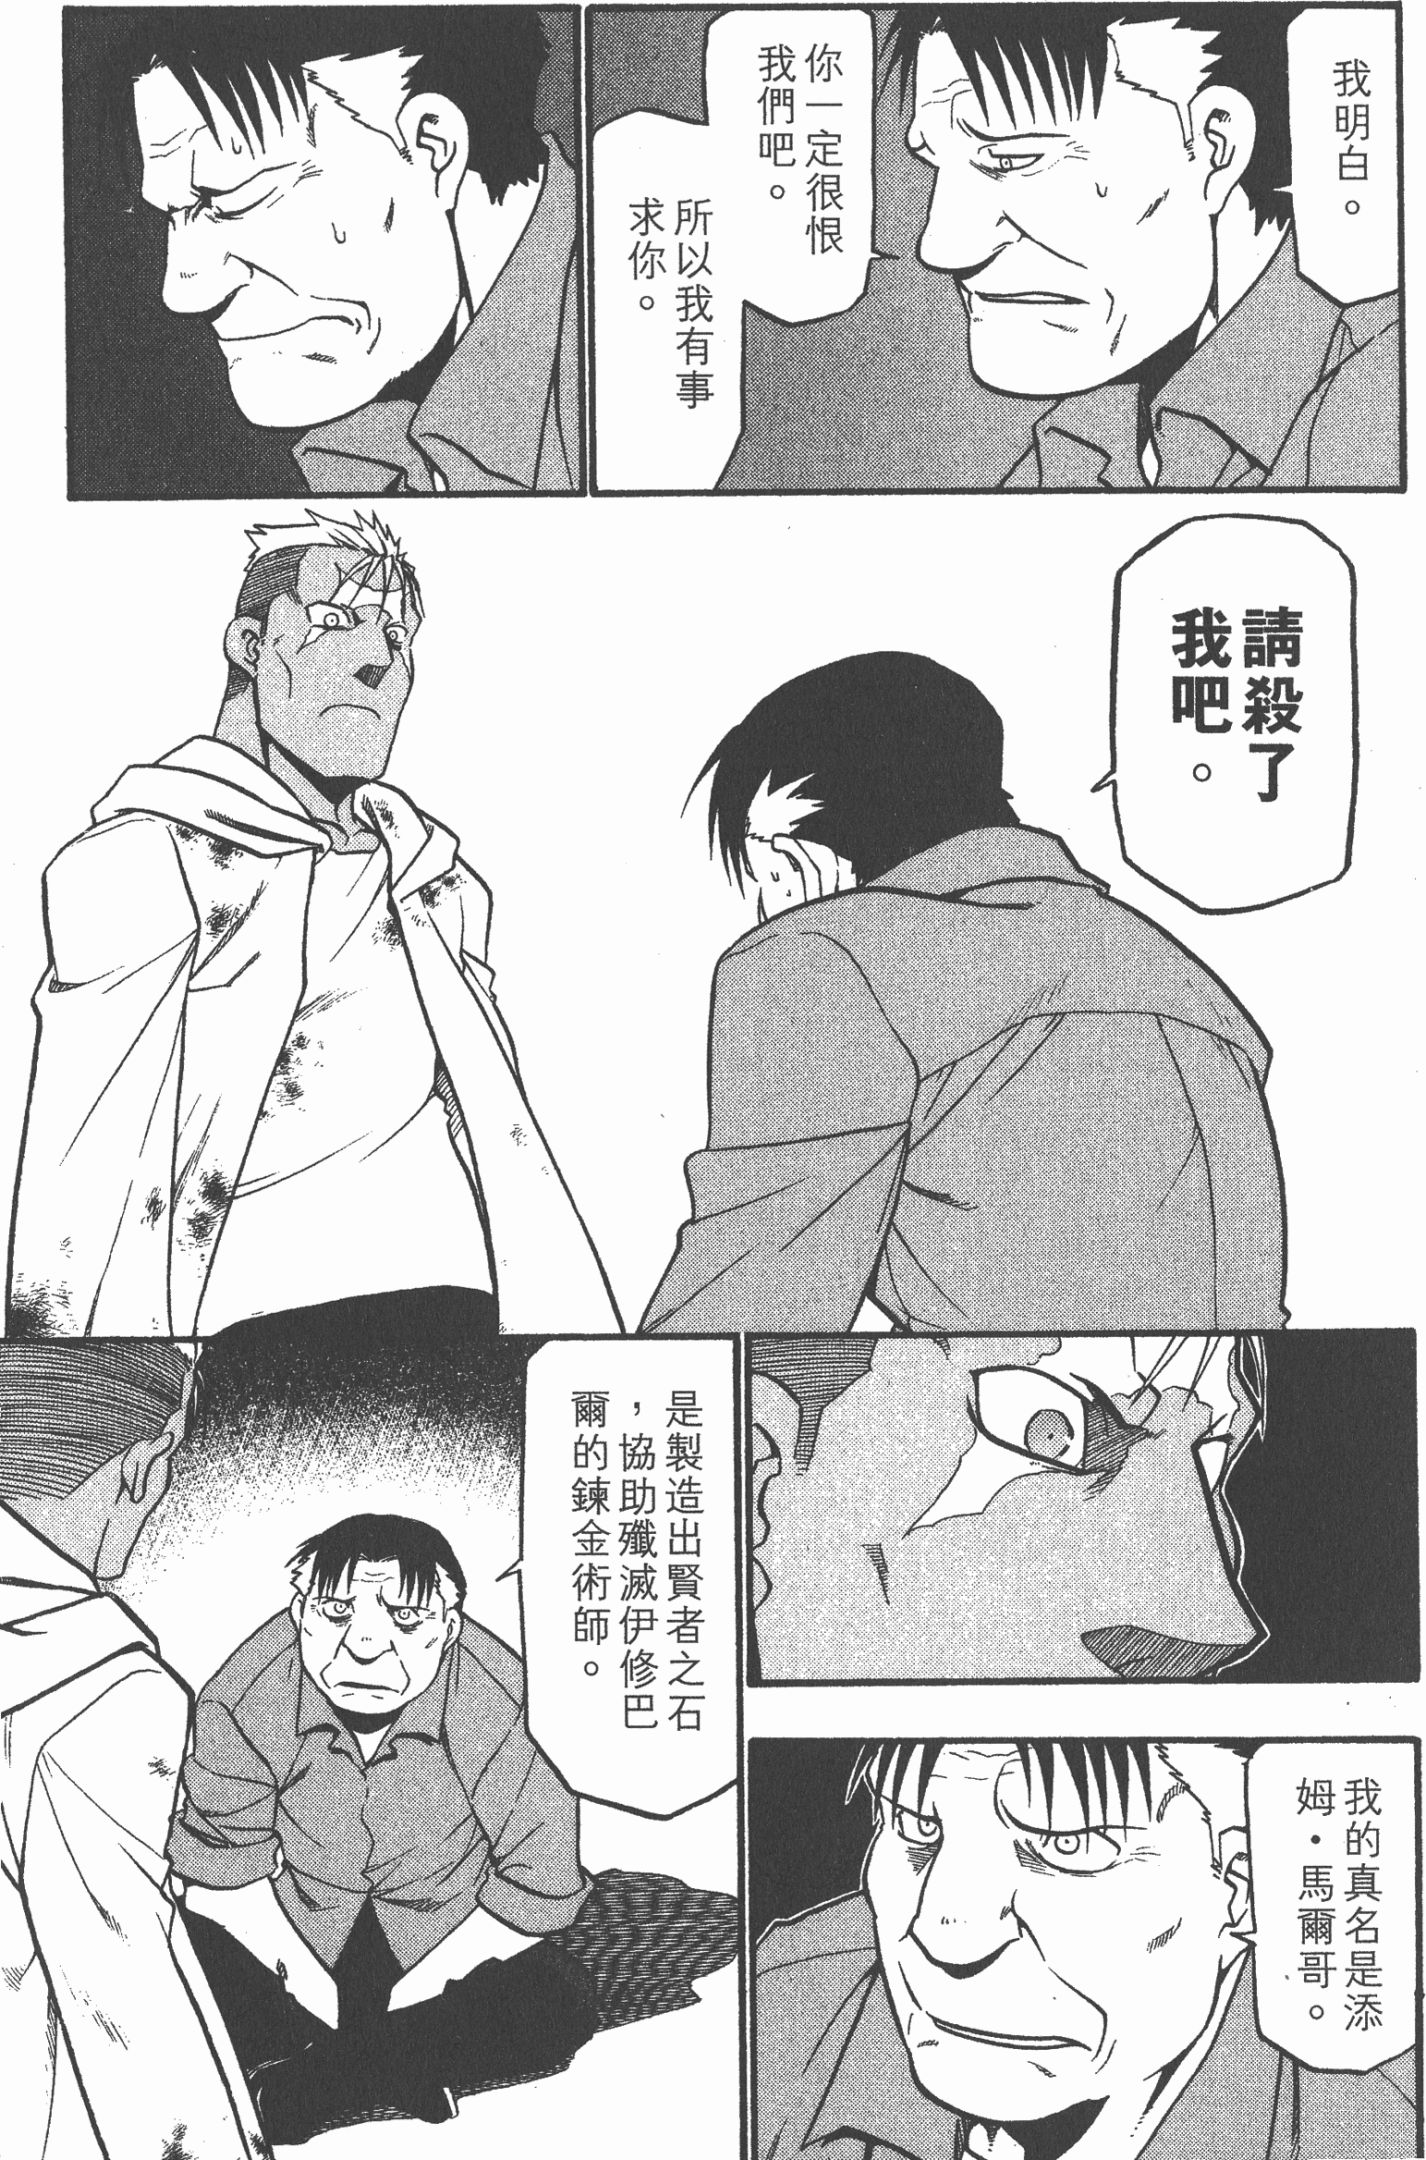 我明白。
你一定很恨
我們吧。
所以我有事
求你。
請殺了
我吧。
我的真名是添
姆・馬爾哥。
是製造出賢者之石
，協助殲滅伊修巴
爾的鍊金術師。